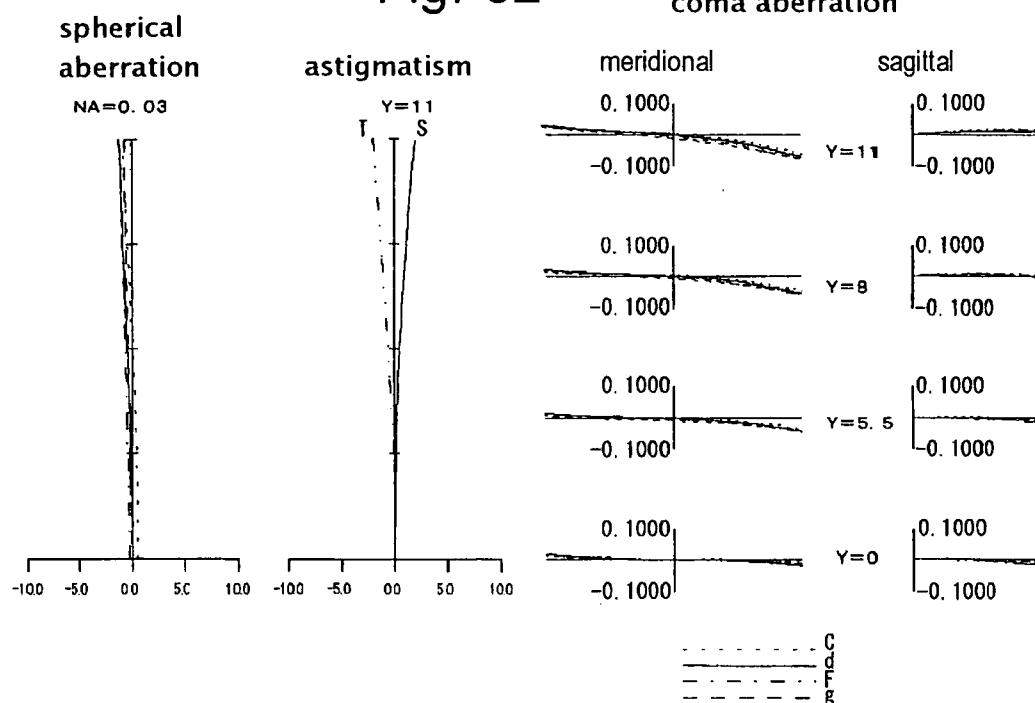 spherical
aberration
NA=0. 03
-10.0 -5.0 0.0 5.0 10.0
astigmatism
Y=11
T S
-10.0 -5.0 0.0 5.0 10.0
coma aberration
meridional sagittal
0. 1000
-0. 1000
Y=11
0. 1000
-0. 1000
0. 1000
-0. 1000
Y=8
0. 1000
-0. 1000
0. 1000
-0. 1000
Y=5. 5
0. 1000
-0. 1000
0. 1000
-0. 1000
Y=0
0. 1000
-0. 1000
C
d
F
g